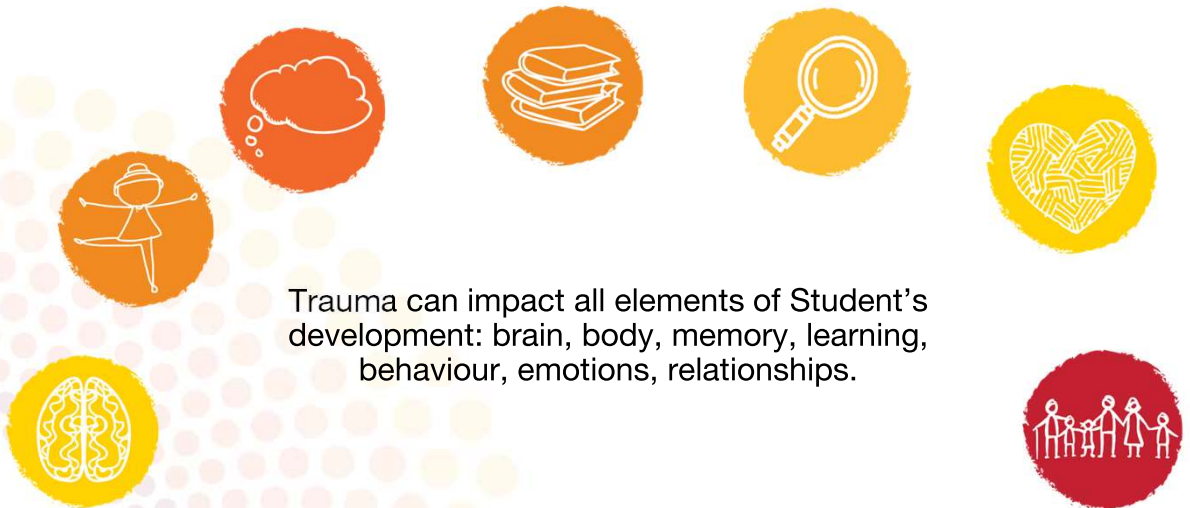 Trauma can impact all elements of Student’s
development: brain, body, memory, learning,
behaviour, emotions, relationships.